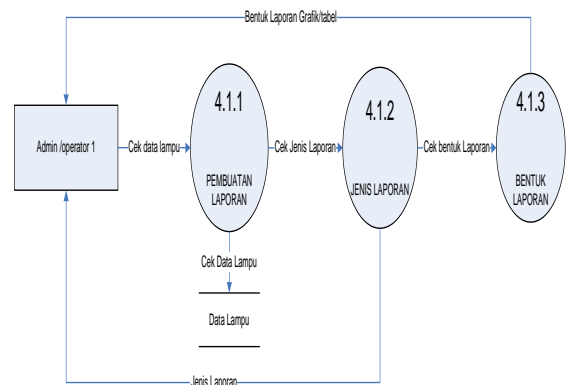 Bentuk Laporan Grafik/tabel
4.1.1
4.1.2
4.1.3
Admin /operator 1
Cek data lampu
Cek Jenis Laporan
Cek bentuk Laporan
PEMBUATAN
LAPORAN
JENIS LAPORAN
BENTUK
LAPORAN
Cek Data Lampu
Data Lampu
Jenis Laporan